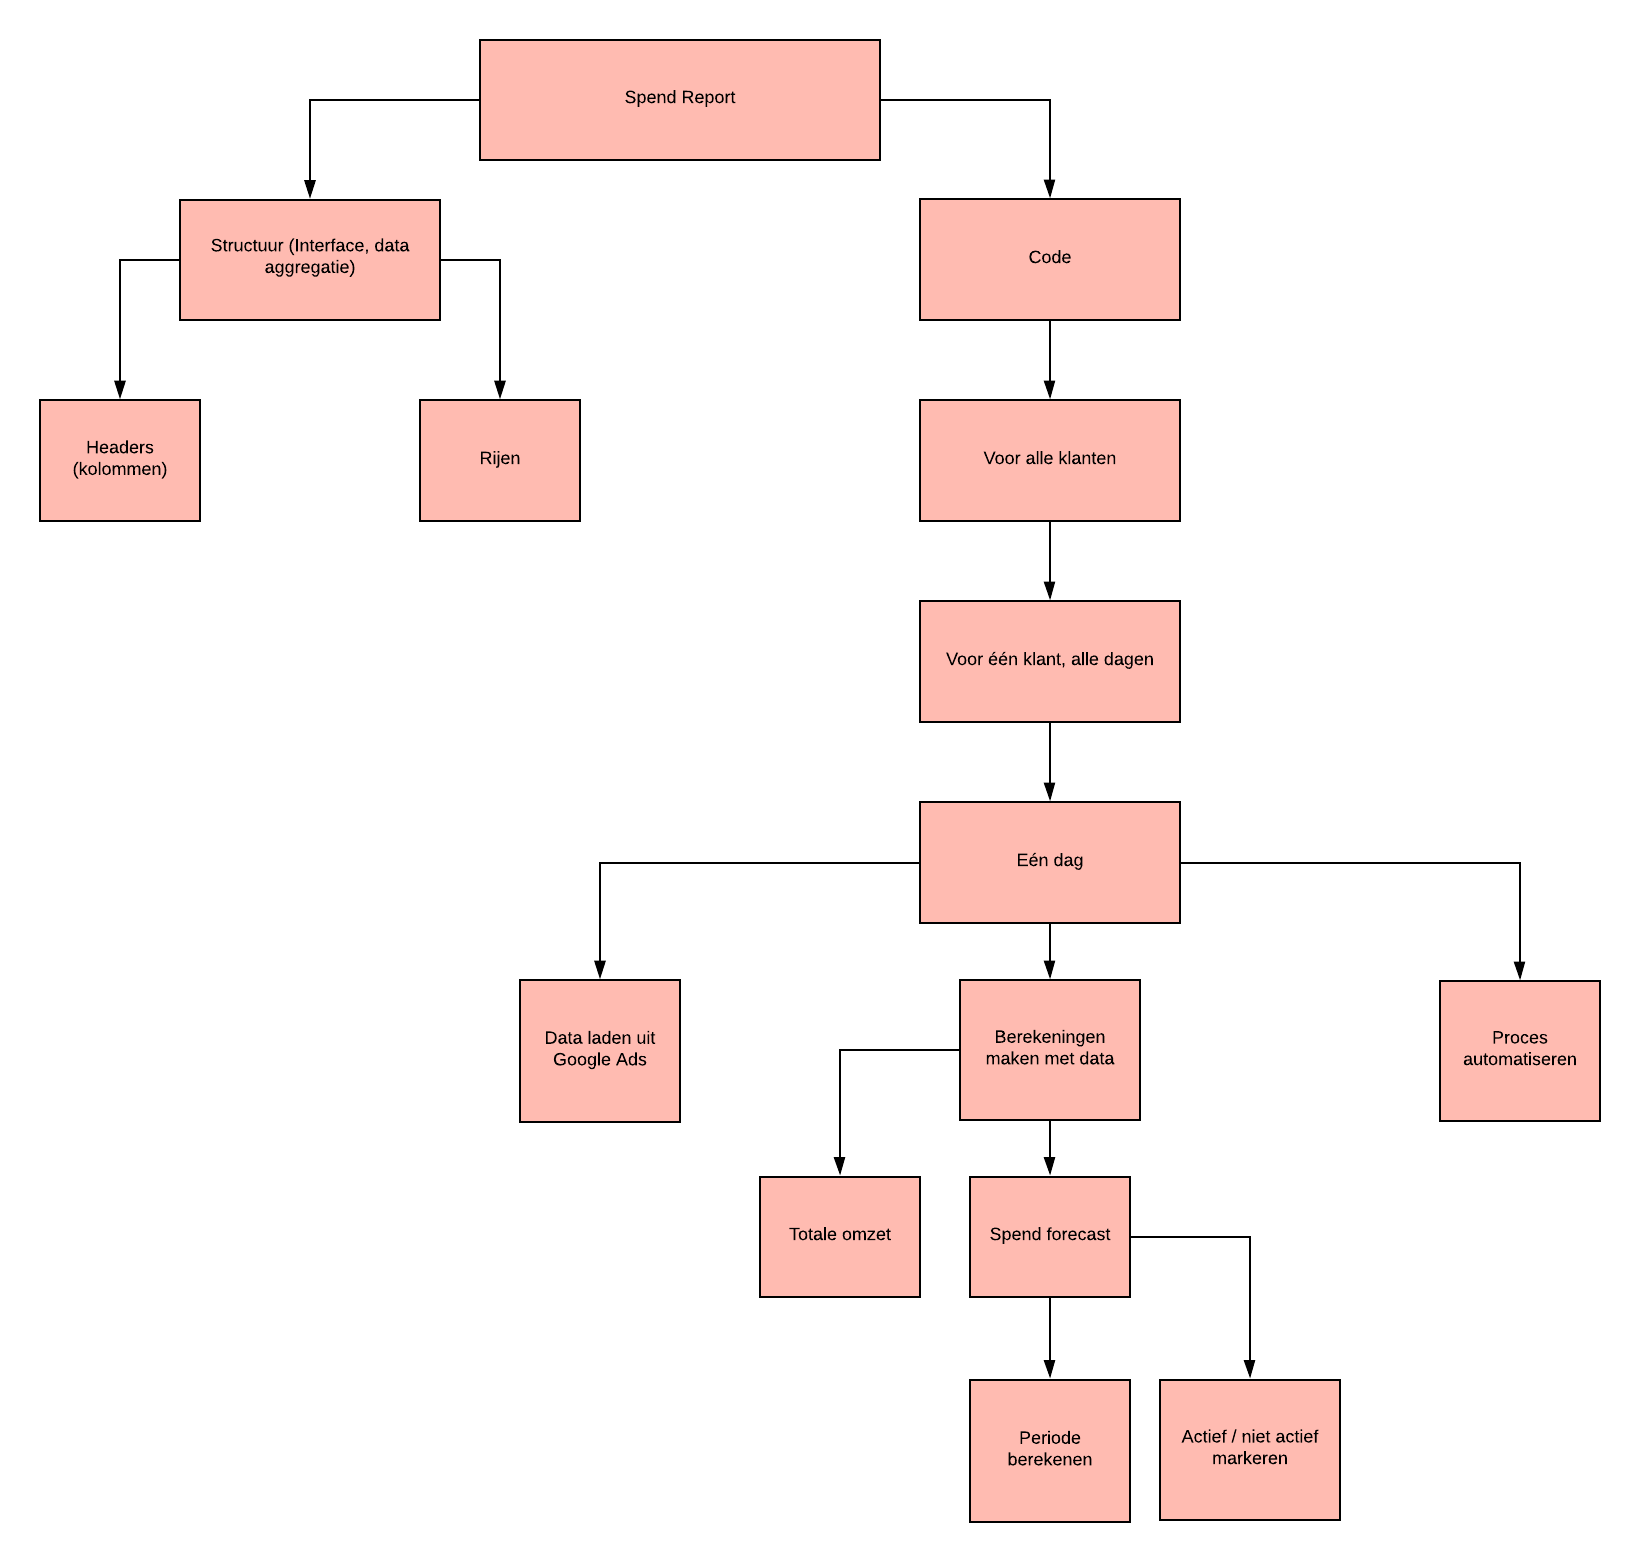 Spend Report
Structuur (Interface, data
aggregatie)
Code
Headers
(kolommen)
Rijen
Voor alle klanten
Voor één klant, alle dagen
Eén dag
Data laden uit
Google Ads
Berekeningen
maken met data
Proces
automatiseren
Totale omzet
Spend forecast
Periode
berekenen
Actief / niet actief
markeren